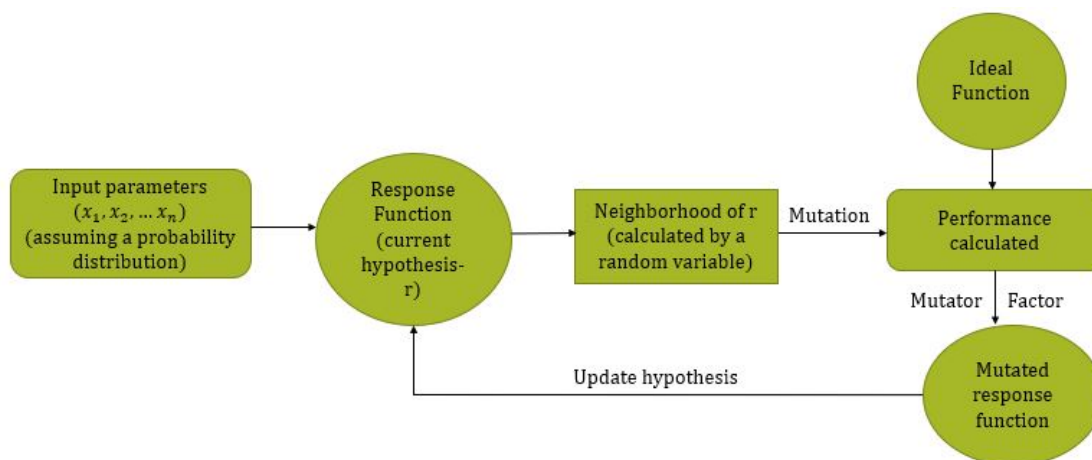 Ideal
Function
Input parameters
(𝑥₁, 𝑥₂, … 𝑥ₙ)
(assuming a probability
distribution)
Response
Function
(current
hypothesis-
r)
Neighborhood of r
(calculated by a
random variable)
Mutation
Performance
calculated
Mutator Factor
Update hypothesis
Mutated
response
function